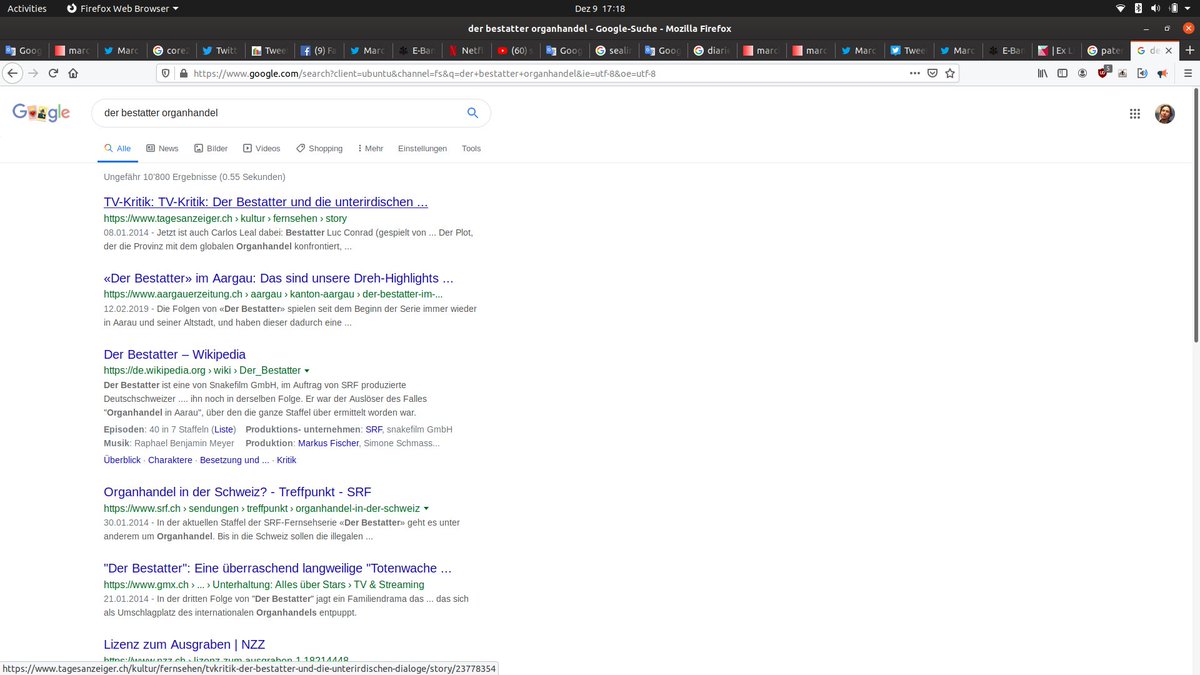 Activities Firefox Web Browser Dez 9 17:18
der bestatter organhandel - Google-Suche - Mozilla Firefox
Goog marc Marc core2 Twitt Twee (9) Fa Marc E-Ban Netfl (60) s Goog sealin Goog diarie marc marc Marc Twee Marc E-Ban Ex L pate de
https://www.google.com/search?client=ubuntu&channel=fs&q=der+bestatter+organhandel&ie=utf-8&oe=utf-8
der bestatter organhandel
Alle News Bilder Videos Shopping Mehr Einstellungen Tools
Ungefähr 10'800 Ergebnisse (0.55 Sekunden)
TV-Kritik: TV-Kritik: Der Bestatter und die unterirdischen ...
https://www.tagesanzeiger.ch › kultur › fernsehen › story
08.01.2014 - Jetzt ist auch Carlos Leal dabei: Bestatter Luc Conrad (gespielt von ... Der Plot,
der die Provinz mit dem globalen Organhandel konfrontiert, ...
«Der Bestatter» im Aargau: Das sind unsere Dreh-Highlights ...
https://www.aargauerzeitung.ch › aargau › kanton-aargau › der-bestatter-im-...
12.02.2019 - Die Folgen von «Der Bestatter» spielen seit dem Beginn der Serie immer wieder
in Aarau und seiner Altstadt, und haben dieser dadurch eine ...
Der Bestatter – Wikipedia
https://de.wikipedia.org › wiki › Der_Bestatter
Der Bestatter ist eine von Snakefilm GmbH, im Auftrag von SRF produzierte
Deutschschweizer .... ihn noch in derselben Folge. Er war der Auslöser des Falles
"Organhandel in Aarau", über den die ganze Staffel über ermittelt worden war.
Episoden: 40 in 7 Staffeln (Liste) Produktions- unternehmen: SRF, snakefilm GmbH
Musik: Raphael Benjamin Meyer Produktion: Markus Fischer, Simone Schmass...
Überblick · Charaktere · Besetzung und ... · Kritik
Organhandel in der Schweiz? - Treffpunkt - SRF
https://www.srf.ch › sendungen › treffpunkt › organhandel-in-der-schweiz
30.01.2014 - In der aktuellen Staffel der SRF-Fernsehserie «Der Bestatter» geht es unter
anderem um Organhandel. Bis in die Schweiz sollen die illegalen ...
"Der Bestatter": Eine überraschend langweilige "Totenwache ...
https://www.gmx.ch › ... › Unterhaltung: Alles über Stars › TV & Streaming
21.01.2014 - In der dritten Folge von "Der Bestatter" jagt ein Familiendrama das ... das sich
als Umschlagplatz des internationalen Organhandels entpuppt.
Lizenz zum Ausgraben | NZZ
https://www.nzz.ch › lizenz-zum-ausgraben-1.18214448
https://www.tagesanzeiger.ch/kultur/fernsehen/tvkritik-der-bestatter-und-die-unterirdischen-dialoge/story/23778354